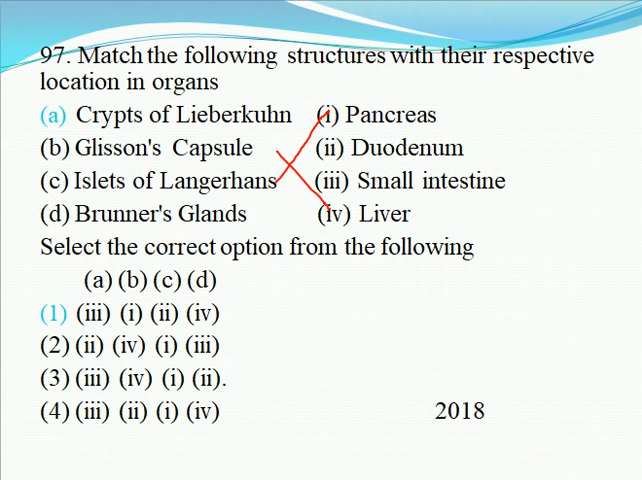 97. Match the following structures with their respective
location in organs
(a) Crypts of Lieberkuhn (i) Pancreas
(b) Glisson's Capsule (ii) Duodenum
(c) Islets of Langerhans (iii) Small intestine
(d) Brunner's Glands (iv) Liver
Select the correct option from the following
(a) (b) (c) (d)
(1) (iii) (i) (ii) (iv)
(2) (ii) (iv) (i) (iii)
(3) (iii) (iv) (i) (ii).
(4) (iii) (ii) (i) (iv) 2018